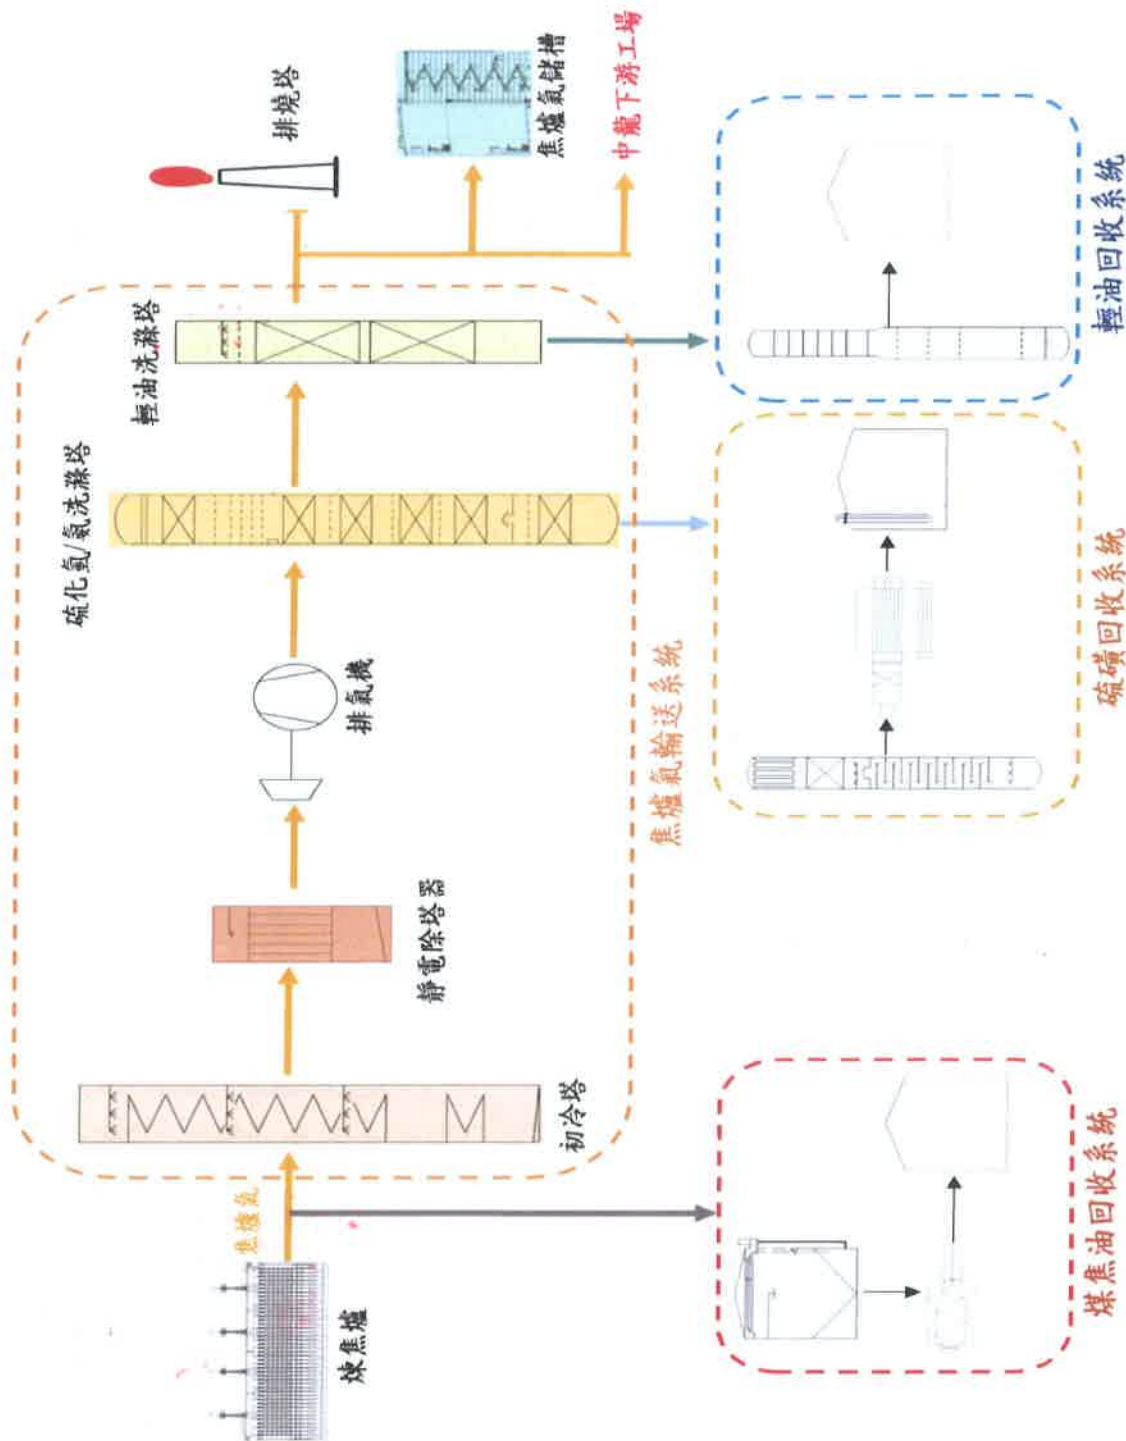 煉焦爐
焦爐氣
初冷塔
靜電除塔器
排氣機
硫化氫/氨洗滌塔
輕油洗滌塔
排燒塔
焦爐氣儲槽
中龍下游工場
焦爐氣輸送系統
煤焦油回收系統
硫磺回收系統
輕油回收系統